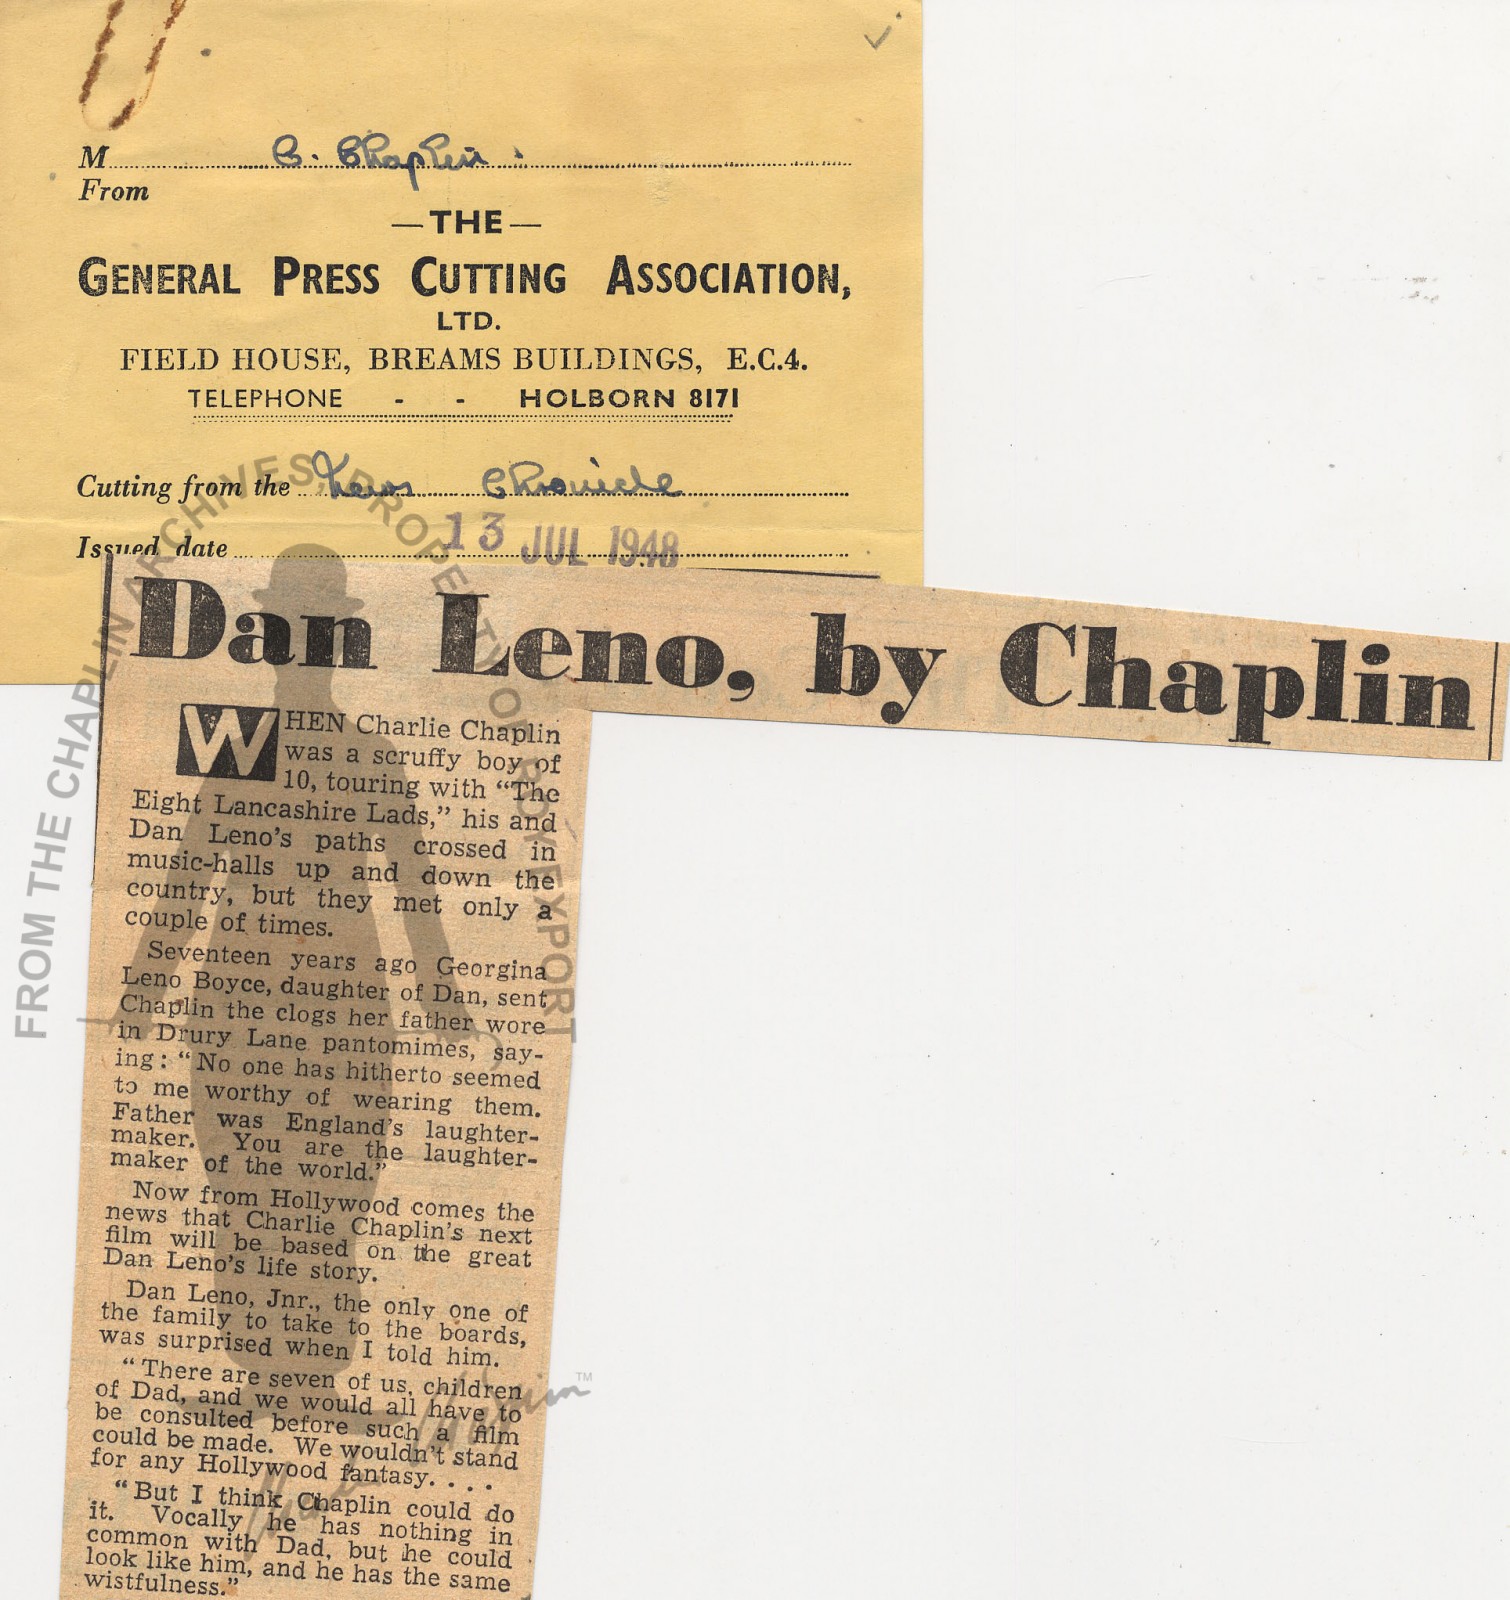 M C. Chaplin.
From
—THE—
GENERAL PRESS CUTTING ASSOCIATION,
LTD.
FIELD HOUSE, BREAMS BUILDINGS, E.C.4.
TELEPHONE - - HOLBORN 8171
Cutting from the News Chronicle
Issued date 13 JUL 1948
Dan Leno, by Chaplin
WHEN Charlie Chaplin
was a scruffy boy of
10, touring with “The
Eight Lancashire Lads,” his and
Dan Leno’s paths crossed in
music-halls up and down the
country, but they met only a
couple of times.
Seventeen years ago Georgina
Leno Boyce, daughter of Dan, sent
Chaplin the clogs her father wore
in Drury Lane pantomimes, say-
ing: “No one has hitherto seemed
to me worthy of wearing them.
Father was England’s laughter-
maker. You are the laughter-
maker of the world.”
Now from Hollywood comes the
news that Charlie Chaplin’s next
film will be based on the great
Dan Leno’s life story.
Dan Leno, Jnr., the only one of
the family to take to the boards,
was surprised when I told him.
“There are seven of us, children
of Dad, and we would all have to
be consulted before such a film
could be made. We wouldn’t stand
for any Hollywood fantasy. . . .
“But I think Chaplin could do
it. Vocally he has nothing in
common with Dad, but he could
look like him, and he has the same
wistfulness.”
FROM THE CHAPLIN ARCHIVES, PROPERTY OF ROY EXPORT
Charles Chaplin TM